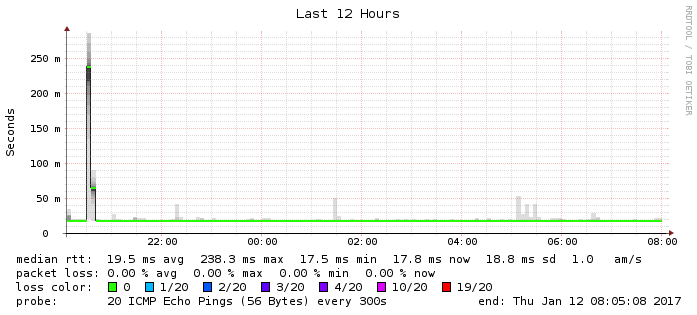 Last 12 Hours
RRDTOOL / TOBI OETIKER
Seconds
250 m
200 m
150 m
100 m
50 m
0
22:00 00:00 02:00 04:00 06:00 08:00
median rtt: 19.5 ms avg 238.3 ms max 17.5 ms min 17.8 ms now 18.8 ms sd 1.0 am/s
packet loss: 0.00 % avg 0.00 % max 0.00 % min 0.00 % now
loss color: 0 1/20 2/20 3/20 4/20 10/20 19/20
probe: 20 ICMP Echo Pings (56 Bytes) every 300s end: Thu Jan 12 08:05:08 2017